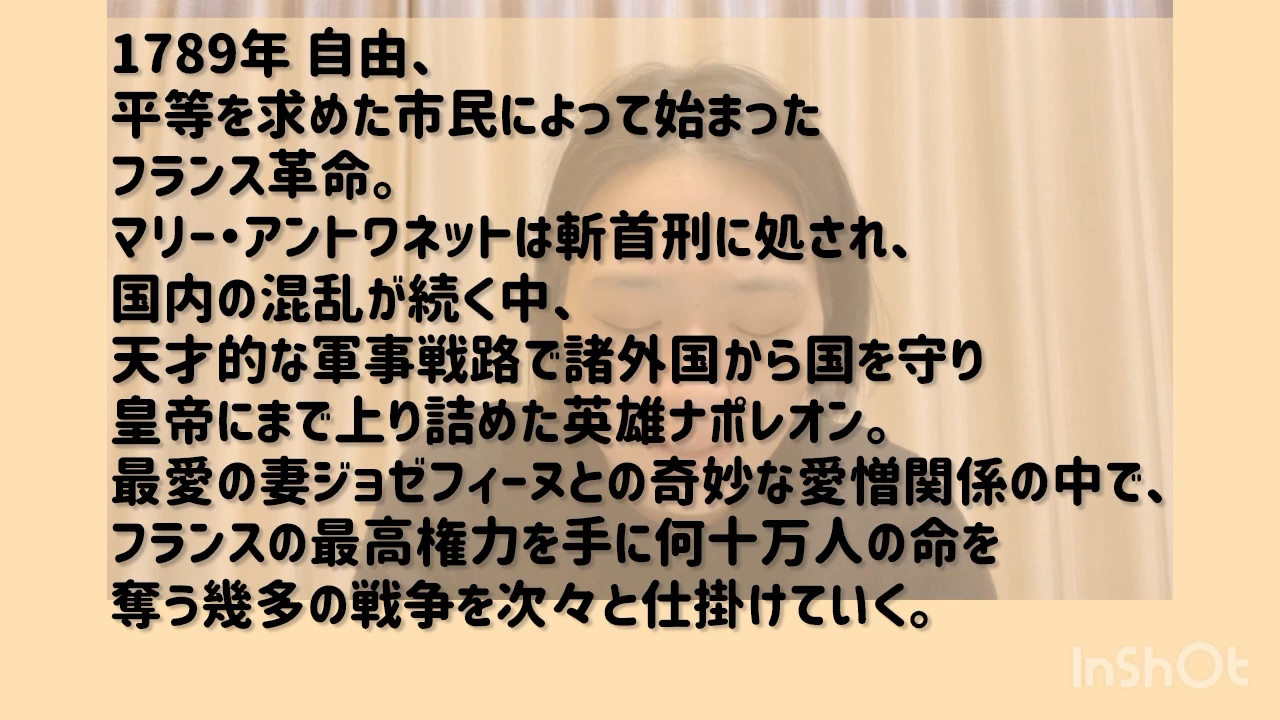 1789年 自由、
平等を求めた市民によって始まった
フランス革命。
マリー・アントワネットは斬首刑に処され、
国内の混乱が続く中、
天才的な軍事戦路で諸外国から国を守り
皇帝にまで上り詰めた英雄ナポレオン。
最愛の妻ジョゼフィーヌとの奇妙な愛憎関係の中で、
フランスの最高権力を手に何十万人の命を
奪う幾多の戦争を次々と仕掛けていく。
InShOt